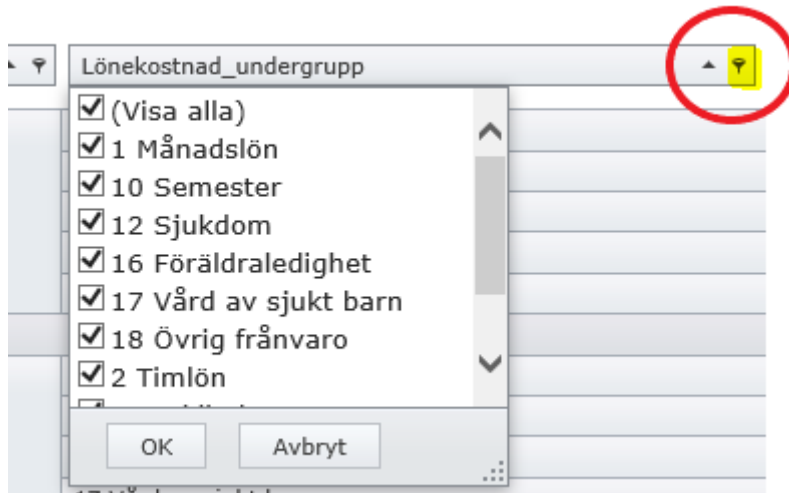 Lönekostnad_undergrupp
(Visa alla)
1 Månadslön
10 Semester
12 Sjukdom
16 Föräldraledighet
17 Vård av sjukt barn
18 Övrig frånvaro
2 Timlön
OK Avbryt